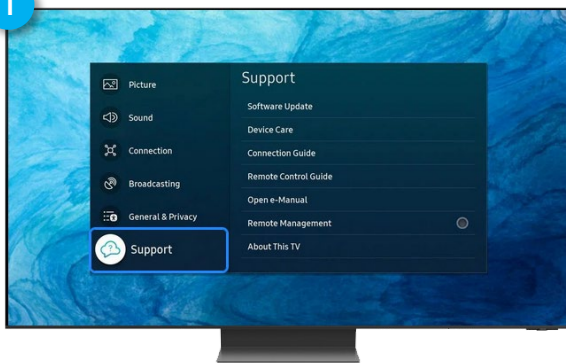 1
Picture
Sound
Connection
Broadcasting
General & Privacy
Support
Support
Software Update
Device Care
Connection Guide
Remote Control Guide
Open e-Manual
Remote Management
About This TV